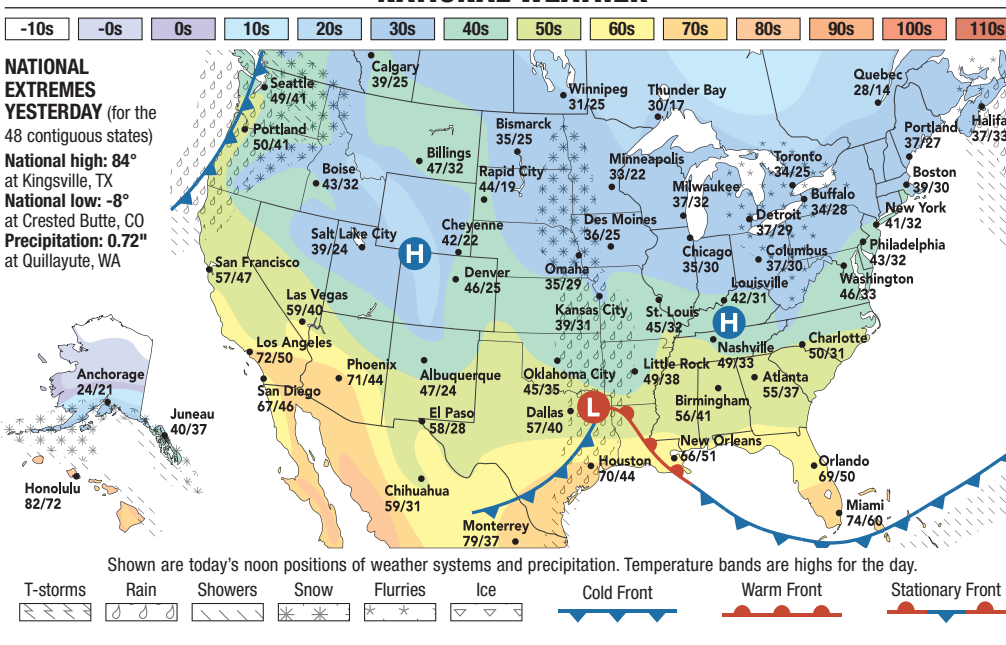 -10s -0s 0s 10s 20s 30s 40s 50s 60s 70s 80s 90s 100s 110s
NATIONAL
EXTREMES
YESTERDAY (for the
48 contiguous states)
National high: 84°
at Kingsville, TX
National low: -8°
at Crested Butte, CO
Precipitation: 0.72"
at Quillayute, WA
Calgary
39/25
Seattle
49/41
Portland
50/41
Winnipeg
31/25
Thunder Bay
30/17
Quebec
28/14
Halifa
37/33
Portland
37/27
Bismarck
35/25
Billings
47/32
Rapid City
44/19
Boise
43/32
Minneapolis
33/22
Milwaukee
37/32
Toronto
34/25
Boston
39/30
Buffalo
34/28
New York
41/32
Detroit
37/29
Des Moines
36/25
Cheyenne
42/22
Salt Lake City
39/24
H
Philadelphia
43/32
Chicago
35/30
Columbus
37/30
San Francisco
57/47
Denver
46/25
Omaha
35/29
Louisville
42/31
Washington
46/33
Las Vegas
59/40
Kansas City
39/31
St. Louis
45/32
H
Nashville
49/33
Charlotte
50/31
Los Angeles
72/50
Phoenix
71/44
Albuquerque
47/24
Oklahoma City
45/35
Little Rock
49/38
Atlanta
55/37
San Diego
67/46
Birmingham
56/41
Anchorage
24/21
Juneau
40/37
El Paso
58/28
Dallas
57/40
L
New Orleans
66/51
Houston
70/44
Orlando
69/50
Honolulu
82/72
Chihuahua
59/31
Miami
74/60
Monterrey
79/37
Shown are today's noon positions of weather systems and precipitation. Temperature bands are highs for the day.
T-storms Rain Showers Snow Flurries Ice Cold Front Warm Front Stationary Front